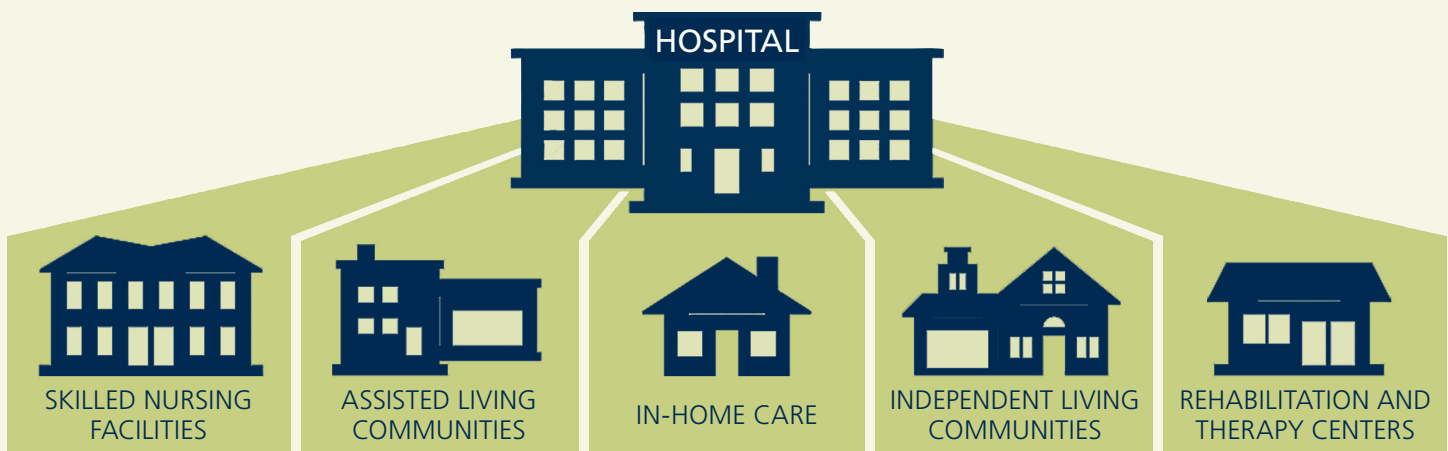 HOSPITAL
SKILLED NURSING
FACILITIES
ASSISTED LIVING
COMMUNITIES
IN-HOME CARE
INDEPENDENT LIVING
COMMUNITIES
REHABILITATION AND
THERAPY CENTERS